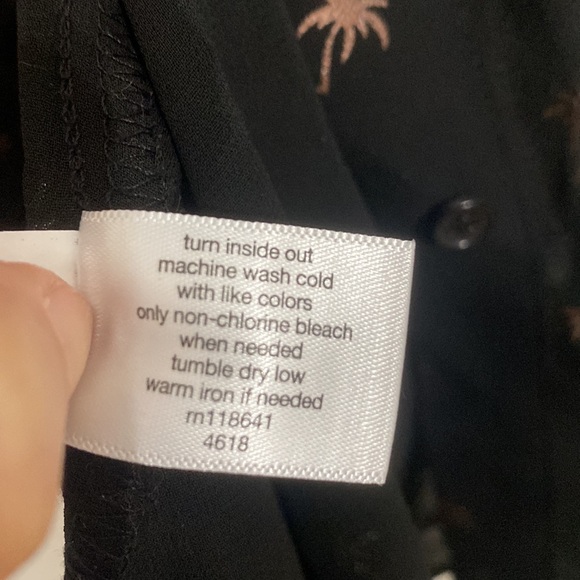 turn inside out
machine wash cold
with like colors
only non-chlorine bleach
when needed
tumble dry low
warm iron if needed
rn118641
4618